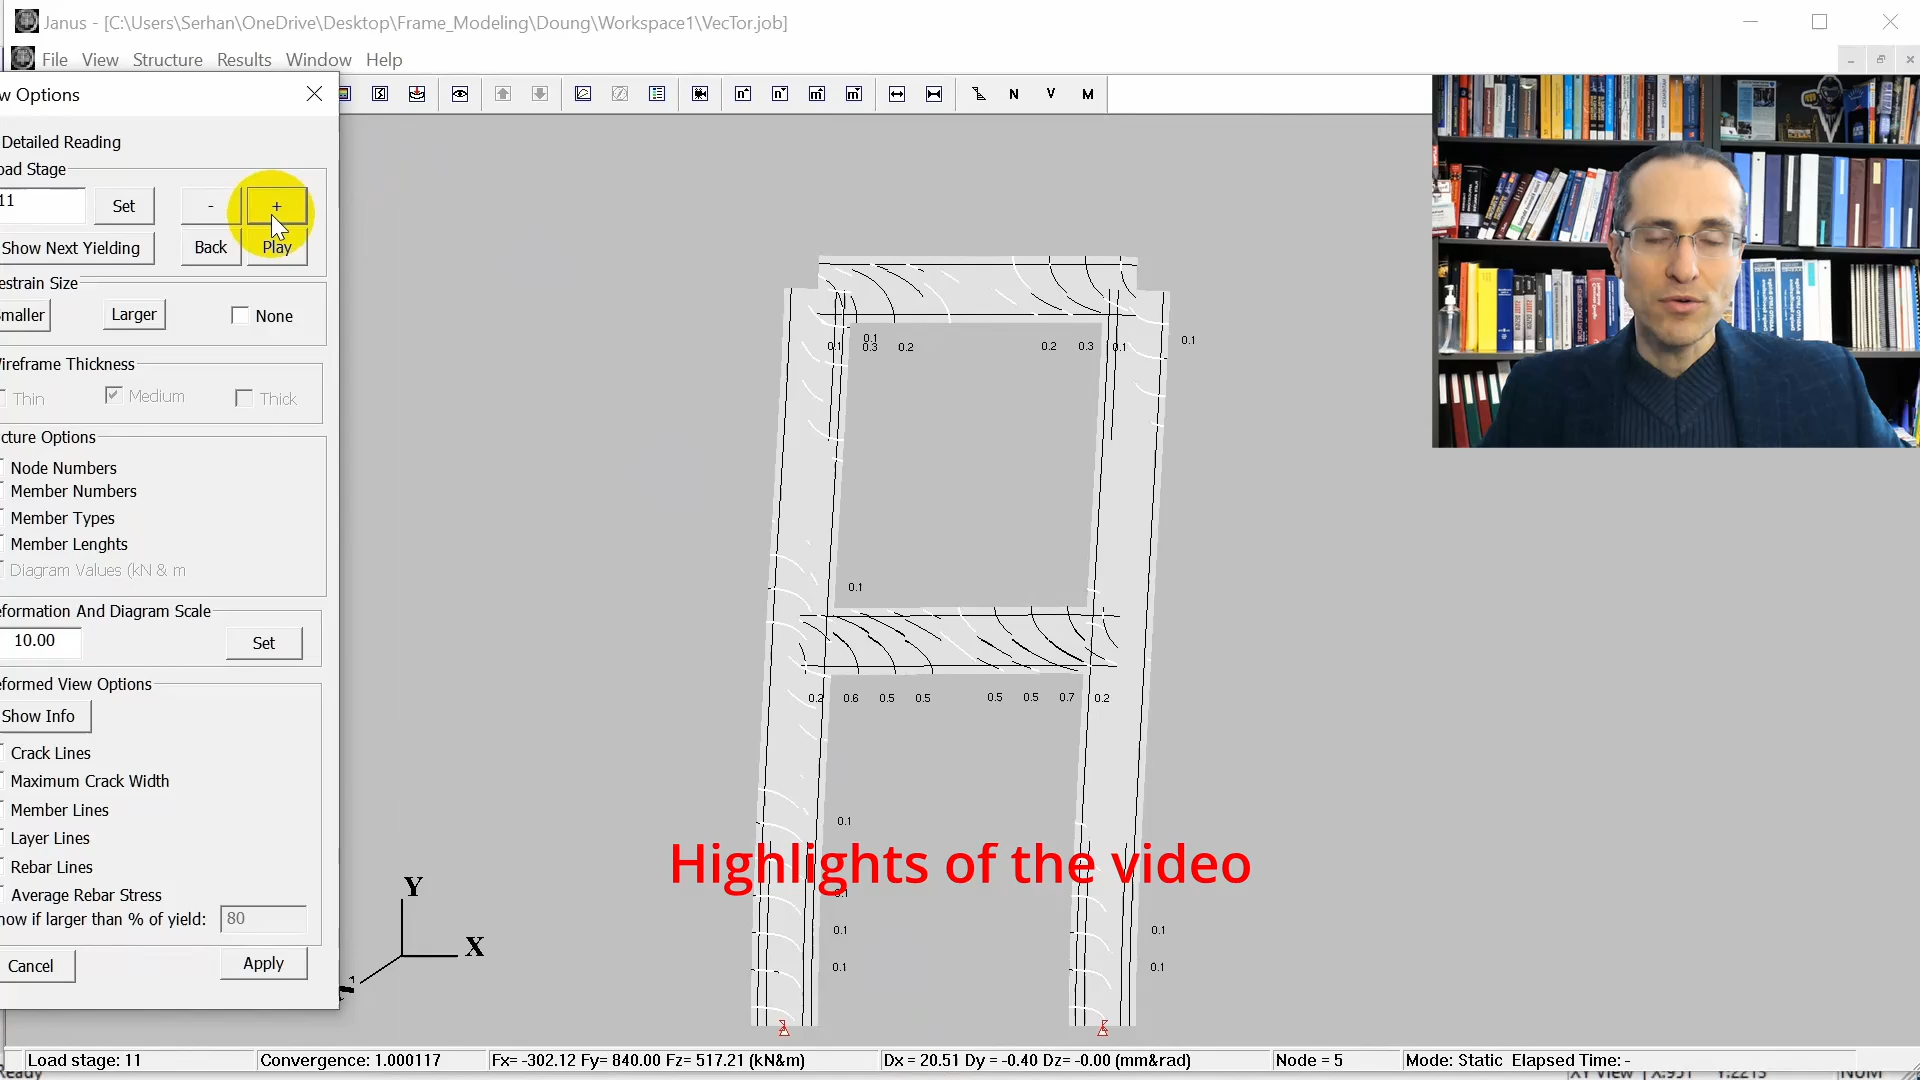 Janus - [C:\Users\Serhan\OneDrive\Desktop\Frame_Modeling\Doung\Workspace1\VecTor.job]
File View Structure Results Window Help
w Options
N V M
Detailed Reading
oad Stage
11
Set
-
+
Show Next Yielding
Back
Play
estrain Size
maller
Larger
None
ireframe Thickness
Thin
Medium
Thick
cture Options
Node Numbers
Member Numbers
Member Types
Member Lenghts
Diagram Values (kN & m
eformation And Diagram Scale
10.00
Set
eformed View Options
Show Info
Crack Lines
Maximum Crack Width
Member Lines
Layer Lines
Rebar Lines
Average Rebar Stress
how if larger than % of yield:
80
Cancel
Apply
0.1
0.1
0.1 0.3 0.2 0.2 0.3 0.1
0.1
0.2 0.6 0.5 0.5 0.5 0.5 0.7 0.2
0.1
Highlights of the video
0.1
0.1 0.1
0.1 0.1
Y
X
Load stage: 11
Convergence: 1.000117
Fx= -302.12 Fy= 840.00 Fz= 517.21 (kN&m)
Dx = 20.51 Dy = -0.40 Dz= -0.00 (mm&rad)
Node = 5
Mode: Static Elapsed Time: -